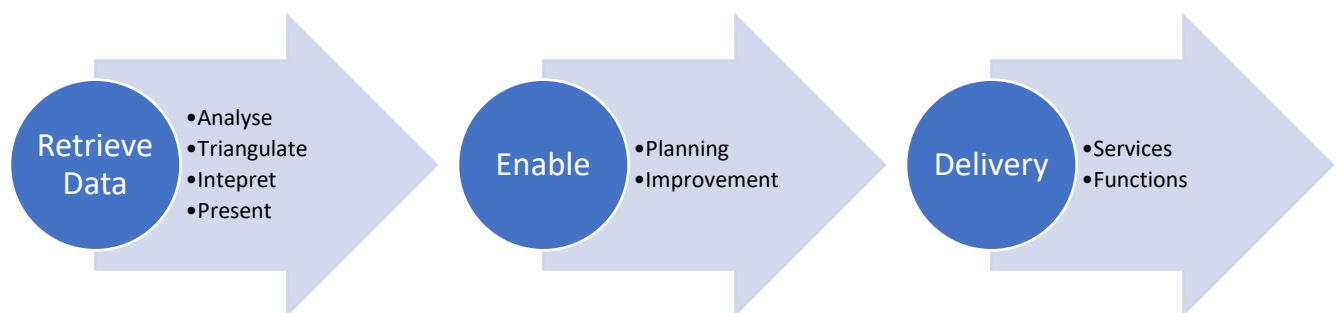 Retrieve
Data
•Analyse
•Triangulate
•Intepret
•Present
Enable
•Planning
•Improvement
Delivery
•Services
•Functions